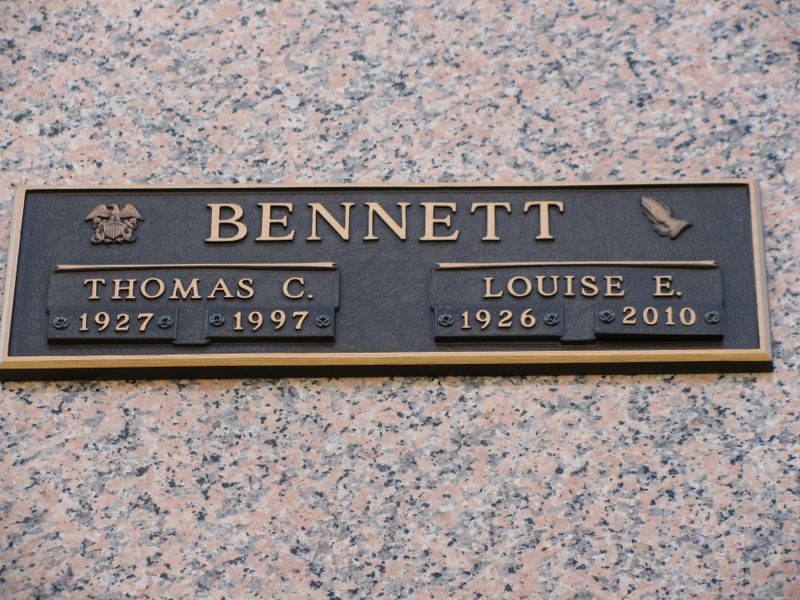 BENNETT
THOMAS C.
1927 1997
LOUISE E.
1926 2010